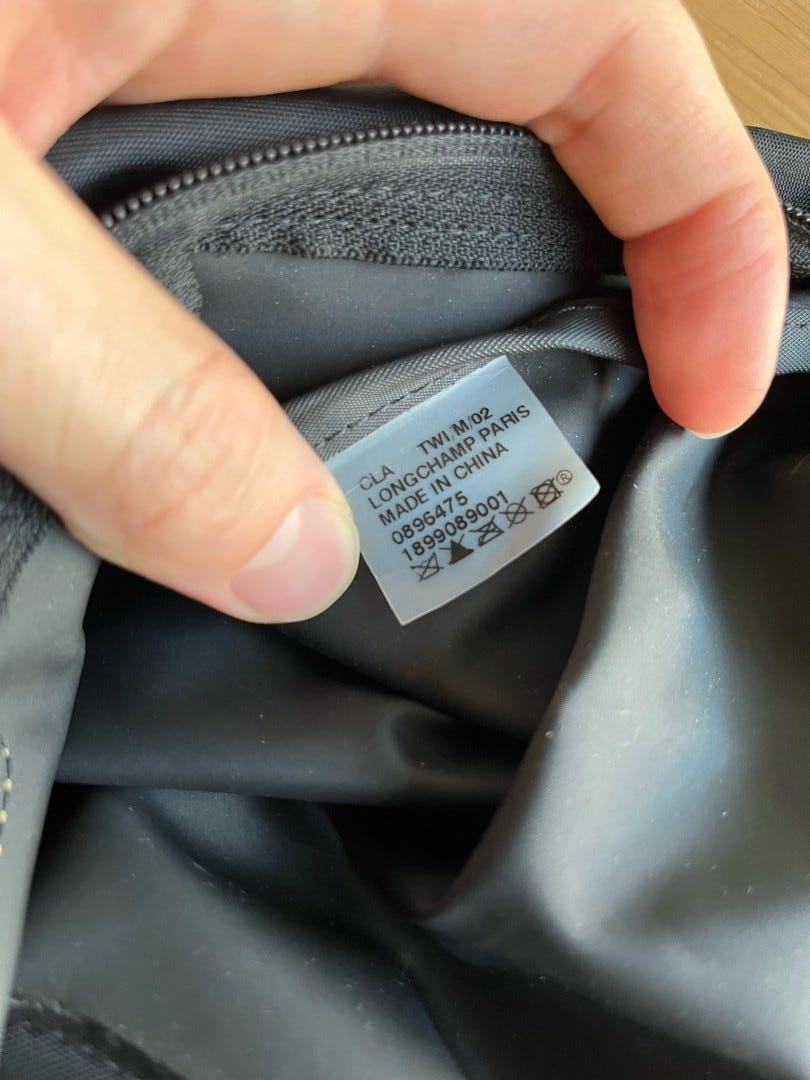 CLA TWI/M/02
LONGCHAMP PARIS
MADE IN CHINA
0896475
1899089001
®